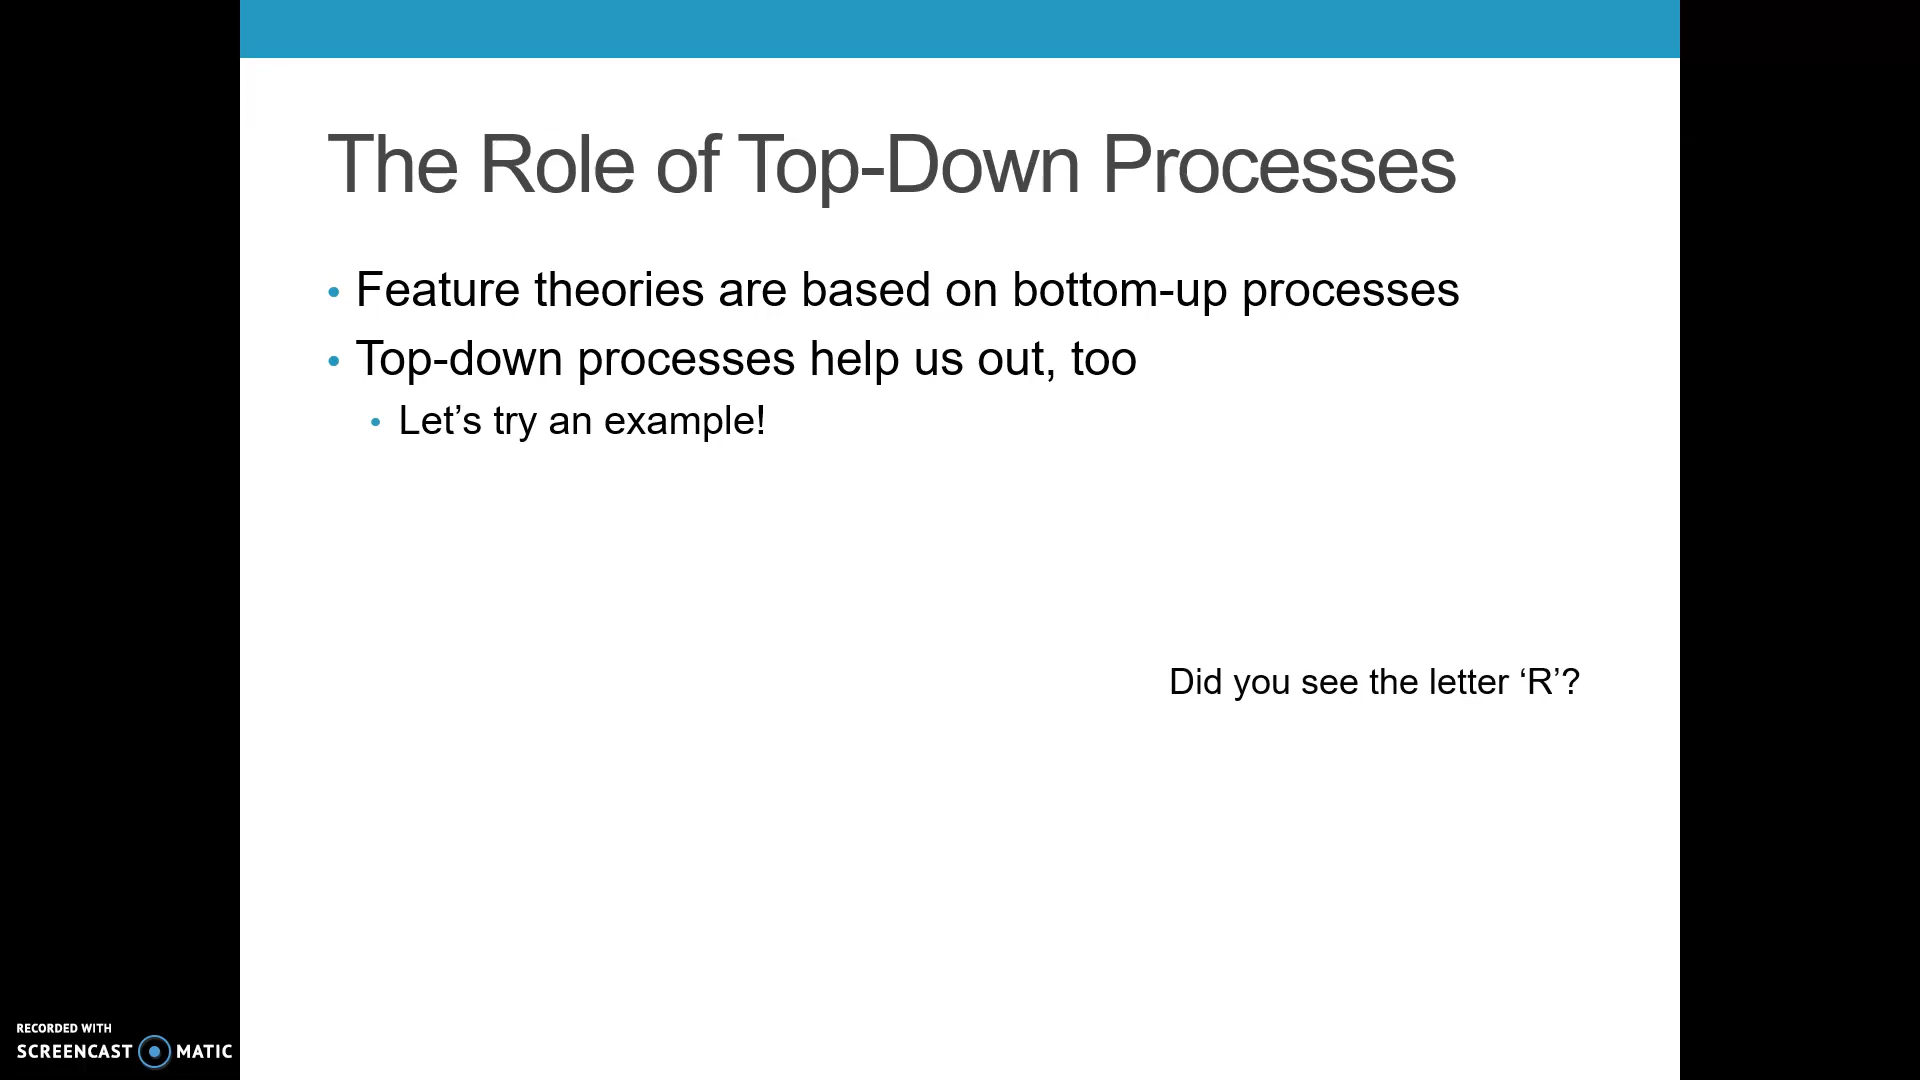 The Role of Top-Down Processes
• Feature theories are based on bottom-up processes
• Top-down processes help us out, too
• Let’s try an example!
Did you see the letter ‘R’?
RECORDED WITH
SCREENCAST MATIC